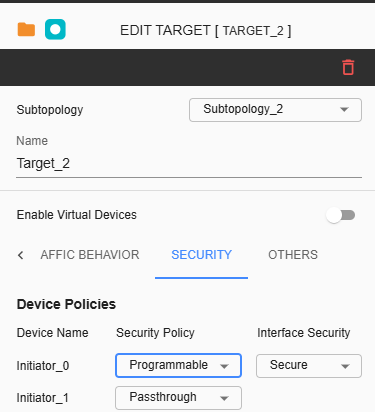 EDIT TARGET [ TARGET_2 ]
Subtopology Subtopology_2
Name
Target_2
Enable Virtual Devices
AFFIC BEHAVIOR SECURITY OTHERS
Device Policies
Device Name Security Policy Interface Security
Initiator_0 Programmable Secure
Initiator_1 Passthrough